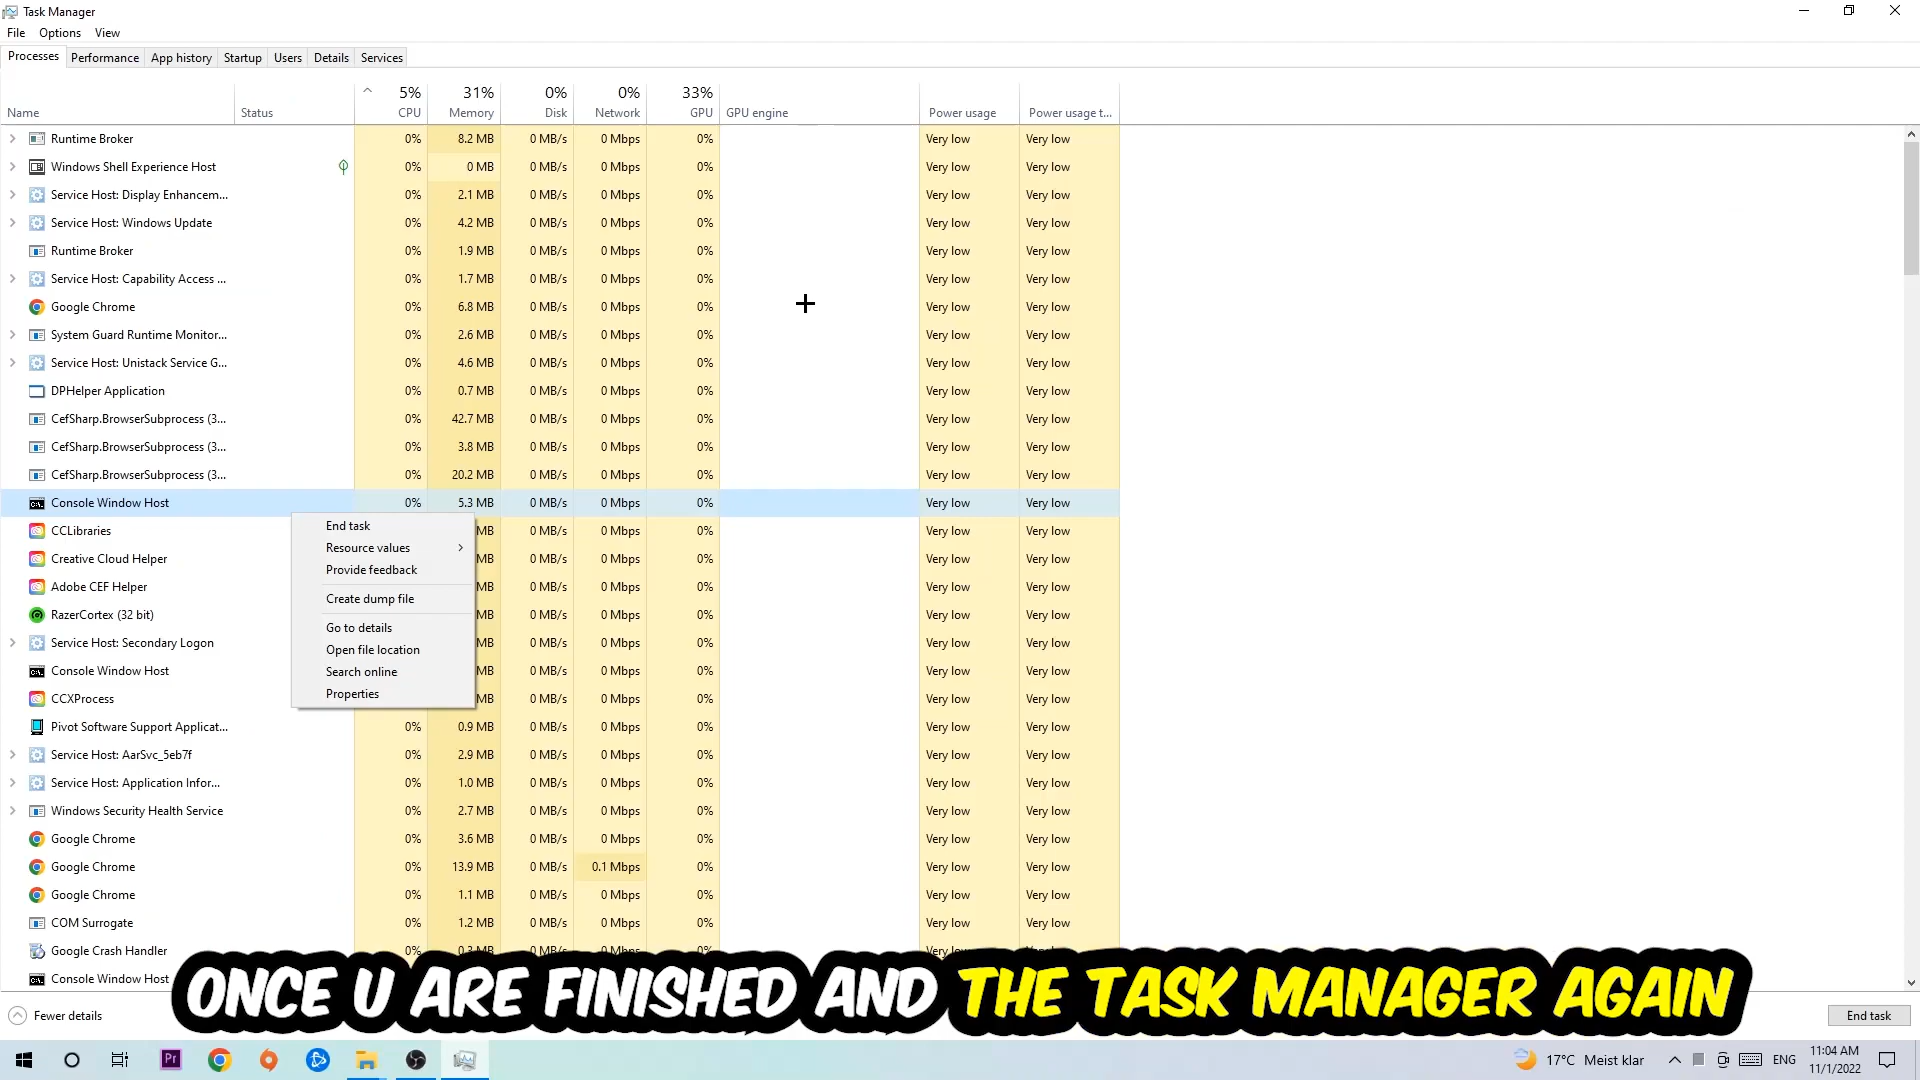 Task Manager
File Options View
Processes Performance App history Startup Users Details Services
5% 31% 0% 0% 33%
Name Status CPU Memory Disk Network GPU GPU engine Power usage Power usage t...
Runtime Broker 0% 8.2 MB 0 MB/s 0 Mbps 0% Very low Very low
Windows Shell Experience Host 0% 0 MB 0 MB/s 0 Mbps 0% Very low Very low
Service Host: Display Enhancem... 0% 2.1 MB 0 MB/s 0 Mbps 0% Very low Very low
Service Host: Windows Update 0% 4.2 MB 0 MB/s 0 Mbps 0% Very low Very low
Runtime Broker 0% 1.9 MB 0 MB/s 0 Mbps 0% Very low Very low
Service Host: Capability Access ... 0% 1.7 MB 0 MB/s 0 Mbps 0% Very low Very low
Google Chrome 0% 6.8 MB 0 MB/s 0 Mbps 0% Very low Very low
System Guard Runtime Monitor... 0% 2.6 MB 0 MB/s 0 Mbps 0% Very low Very low
Service Host: Unistack Service G... 0% 4.6 MB 0 MB/s 0 Mbps 0% Very low Very low
DPHelper Application 0% 0.7 MB 0 MB/s 0 Mbps 0% Very low Very low
CefSharp.BrowserSubprocess (3... 0% 42.7 MB 0 MB/s 0 Mbps 0% Very low Very low
CefSharp.BrowserSubprocess (3... 0% 3.8 MB 0 MB/s 0 Mbps 0% Very low Very low
CefSharp.BrowserSubprocess (3... 0% 20.2 MB 0 MB/s 0 Mbps 0% Very low Very low
Console Window Host 0% 5.3 MB 0 MB/s 0 Mbps 0% Very low Very low
CCLibraries MB 0 MB/s 0 Mbps 0% Very low Very low
Creative Cloud Helper MB 0 MB/s 0 Mbps 0% Very low Very low
Adobe CEF Helper MB 0 MB/s 0 Mbps 0% Very low Very low
RazerCortex (32 bit) MB 0 MB/s 0 Mbps 0% Very low Very low
Service Host: Secondary Logon MB 0 MB/s 0 Mbps 0% Very low Very low
Console Window Host MB 0 MB/s 0 Mbps 0% Very low Very low
CCXProcess MB 0 MB/s 0 Mbps 0% Very low Very low
End task
Resource values
Provide feedback
Create dump file
Go to details
Open file location
Search online
Properties
Pivot Software Support Applicat... 0% 0.9 MB 0 MB/s 0 Mbps 0% Very low Very low
Service Host: AarSvc_5eb7f 0% 2.9 MB 0 MB/s 0 Mbps 0% Very low Very low
Service Host: Application Infor... 0% 1.0 MB 0 MB/s 0 Mbps 0% Very low Very low
Windows Security Health Service 0% 2.7 MB 0 MB/s 0 Mbps 0% Very low Very low
Google Chrome 0% 3.6 MB 0 MB/s 0 Mbps 0% Very low Very low
Google Chrome 0% 13.9 MB 0 MB/s 0.1 Mbps 0% Very low Very low
Google Chrome 0% 1.1 MB 0 MB/s 0 Mbps 0% Very low Very low
COM Surrogate 0% 1.2 MB 0 MB/s 0 Mbps 0% Very low Very low
Google Crash Handler 0% 0.3 MB 0 MB/s 0 Mbps 0% Very low
Console Window Host
ONCE U ARE FINISHED AND THE TASK MANAGER AGAIN
Fewer details End task
Pr 17°C Meist klar ENG 11:04 AM
11/1/2022